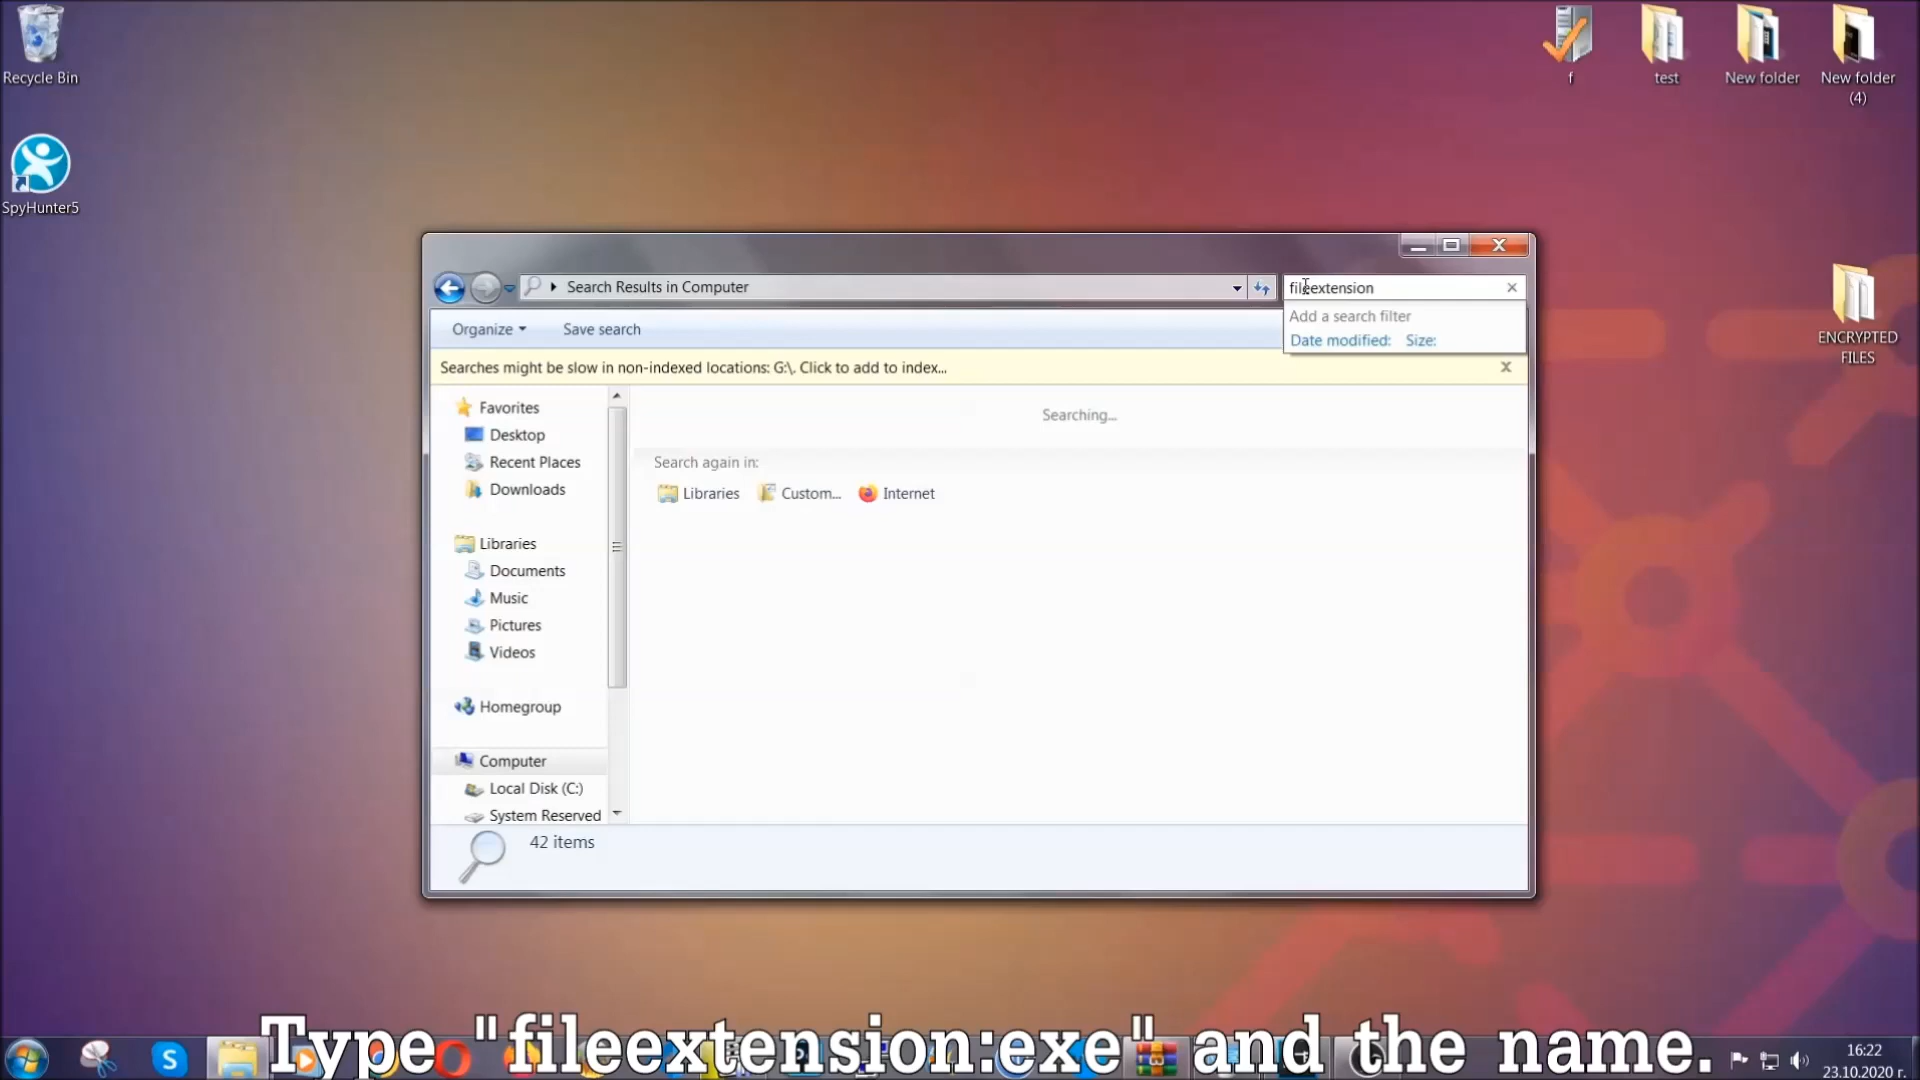 Recycle Bin
SpyHunter5
f
test
New folder
New folder
(4)
ENCRYPTED
FILES
Search Results in Computer
fileextension
Add a search filter
Date modified: Size:
Organize
Save search
Searches might be slow in non-indexed locations: G:\. Click to add to index...
Favorites
Desktop
Recent Places
Downloads
Libraries
Documents
Music
Pictures
Videos
Homegroup
Computer
Local Disk (C:)
System Reserved
Searching...
Search again in:
Libraries
Custom...
Internet
42 items
Type "fileextension:exe" and the name.
16:22
23.10.2020 г.